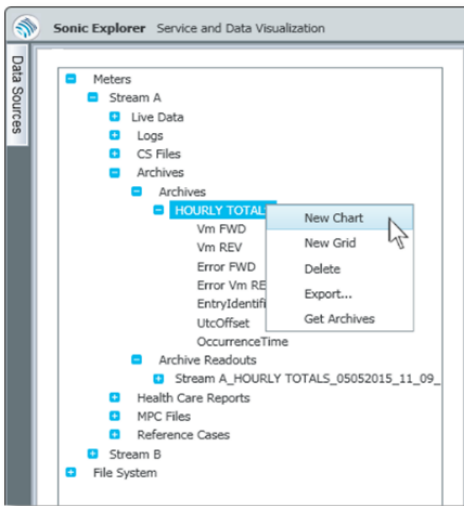 Sonic Explorer Service and Data Visualization
Data Sources
Meters
Stream A
Live Data
Logs
CS Files
Archives
Archives
HOURLY TOTAL
Vm FWD
Vm REV
Error FWD
Error Vm RE
EntryIdentifi
UtcOffset
OccurrenceTime
New Chart
New Grid
Delete
Export...
Get Archives
Archive Readouts
Stream A_HOURLY TOTALS_05052015_11_09_
Health Care Reports
MPC Files
Reference Cases
Stream B
File System